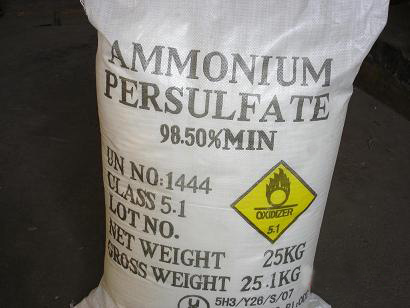 AMMONIUM
PERSULFATE
98.50%MIN
UN NO:1444
CLASS 5.1
LOT NO.
NET WEIGHT 25KG
GROSS WEIGHT 25.1KG
OXIDIZER
5.1
5H3/Y26/S/07